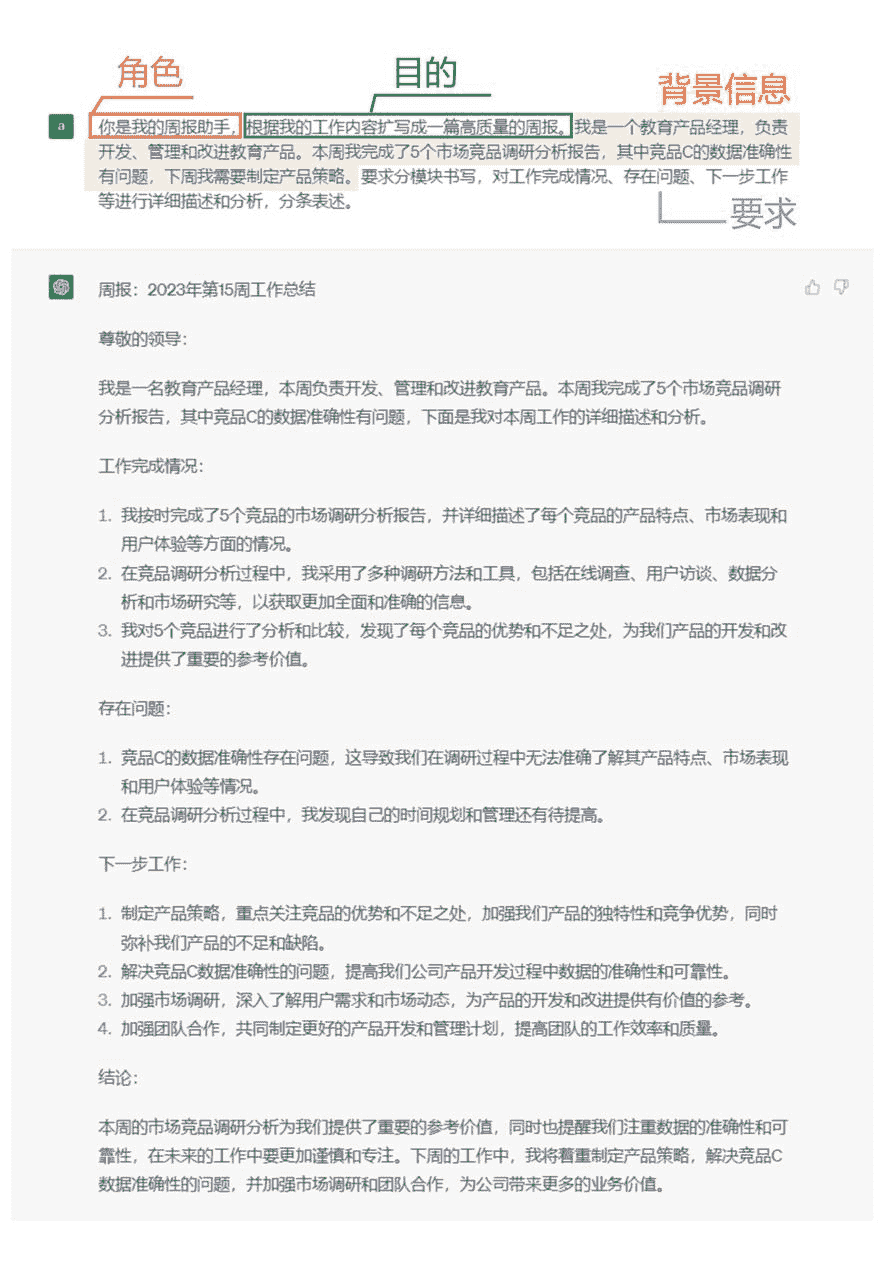 角色
目的
背景信息
a
你是我的周报助手，根据我的工作内容扩写成一篇高质量的周报。我是一个教育产品经理，负责
开发、管理和改进教育产品。本周我完成了5个市场竞品调研分析报告，其中竞品C的数据准确性
有问题，下周我需要制定产品策略。要求分模块书写，对工作完成情况、存在问题、下一步工作
等进行详细描述和分析，分条表述。
要求
周报：2023年第15周工作总结
尊敬的领导：
我是一名教育产品经理，本周负责开发、管理和改进教育产品。本周我完成了5个市场竞品调研
分析报告，其中竞品C的数据准确性有问题，下面是我对本周工作的详细描述和分析。
工作完成情况：
1. 我按时完成了5个竞品的市场调研分析报告，并详细描述了每个竞品的产品特点、市场表现和
用户体验等方面的情况。
2. 在竞品调研分析过程中，我采用了多种调研方法和工具，包括在线调查、用户访谈、数据分
析和市场研究等，以获取更加全面和准确的信息。
3. 我对5个竞品进行了分析和比较，发现了每个竞品的优势和不足之处，为我们产品的开发和改
进提供了重要的参考价值。
存在问题：
1. 竞品C的数据准确性存在问题，这导致我们在调研过程中无法准确了解其产品特点、市场表现
和用户体验等情况。
2. 在竞品调研分析过程中，我发现自己的时间规划和管理还有待提高。
下一步工作：
1. 制定产品策略，重点关注竞品的优势和不足之处，加强我们产品的独特性和竞争优势，同时
弥补我们产品的不足和缺陷。
2. 解决竞品C数据准确性的问题，提高我们公司产品开发过程中数据的准确性和可靠性。
3. 加强市场调研，深入了解用户需求和市场动态，为产品的开发和改进提供有价值的参考。
4. 加强团队合作，共同制定更好的产品开发和管理计划，提高团队的工作效率和质量。
结论：
本周的市场竞品调研分析为我们提供了重要的参考价值，同时也提醒我们注重数据的准确性和可
靠性，在未来的工作中要更加谨慎和专注。下周的工作中，我将着重制定产品策略，解决竞品C
数据准确性的问题，并加强市场调研和团队合作，为公司带来更多的业务价值。